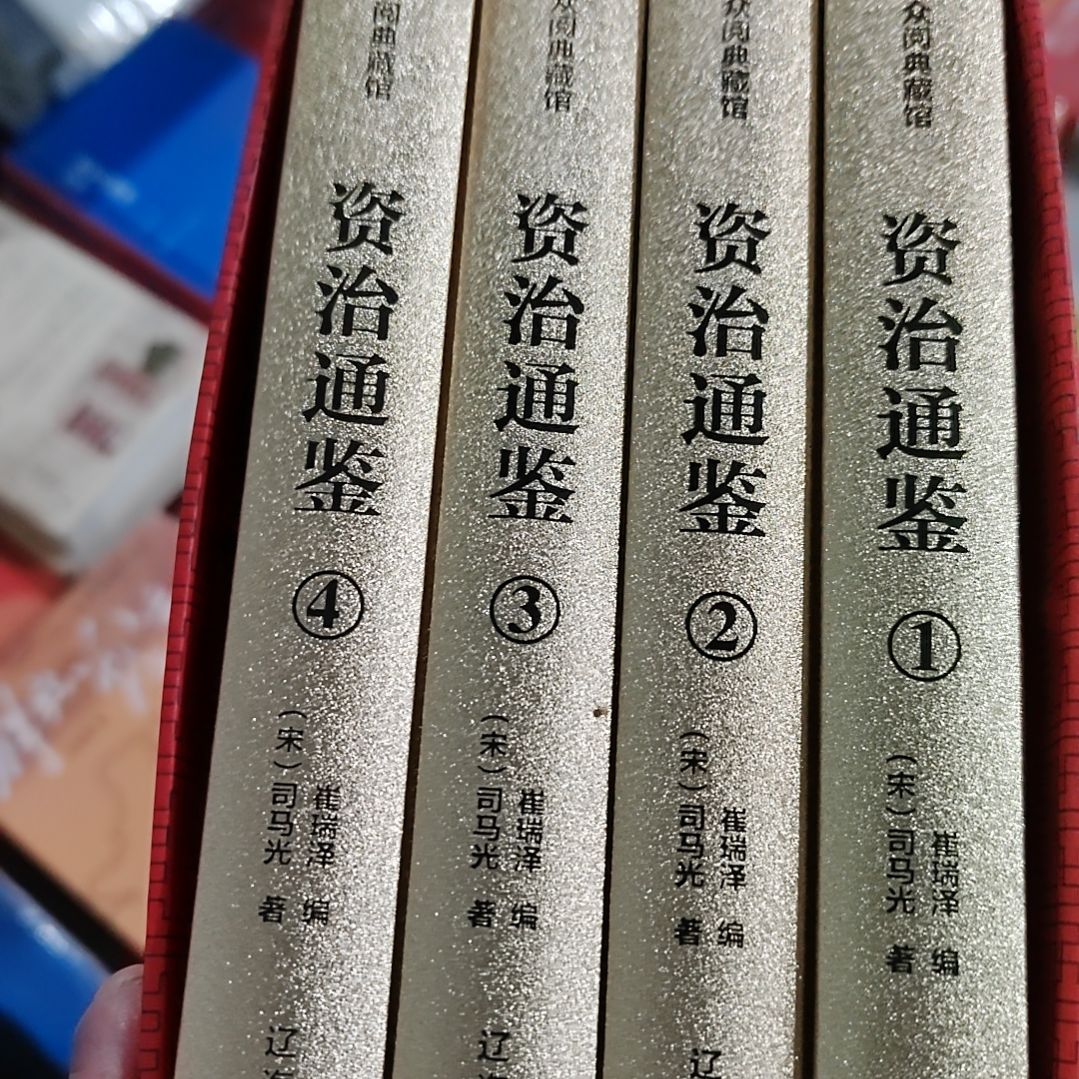 众阅典藏馆
资治通鉴
①
(宋)司马光 著
崔瑞泽 编
众阅典藏馆
资治通鉴
②
(宋)司马光 著
崔瑞泽 编
辽
众阅典藏馆
资治通鉴
③
(宋)司马光 著
崔瑞泽 编
辽
阅典藏馆
资治通鉴
④
(宋)司马光 著
崔瑞泽 编
辽